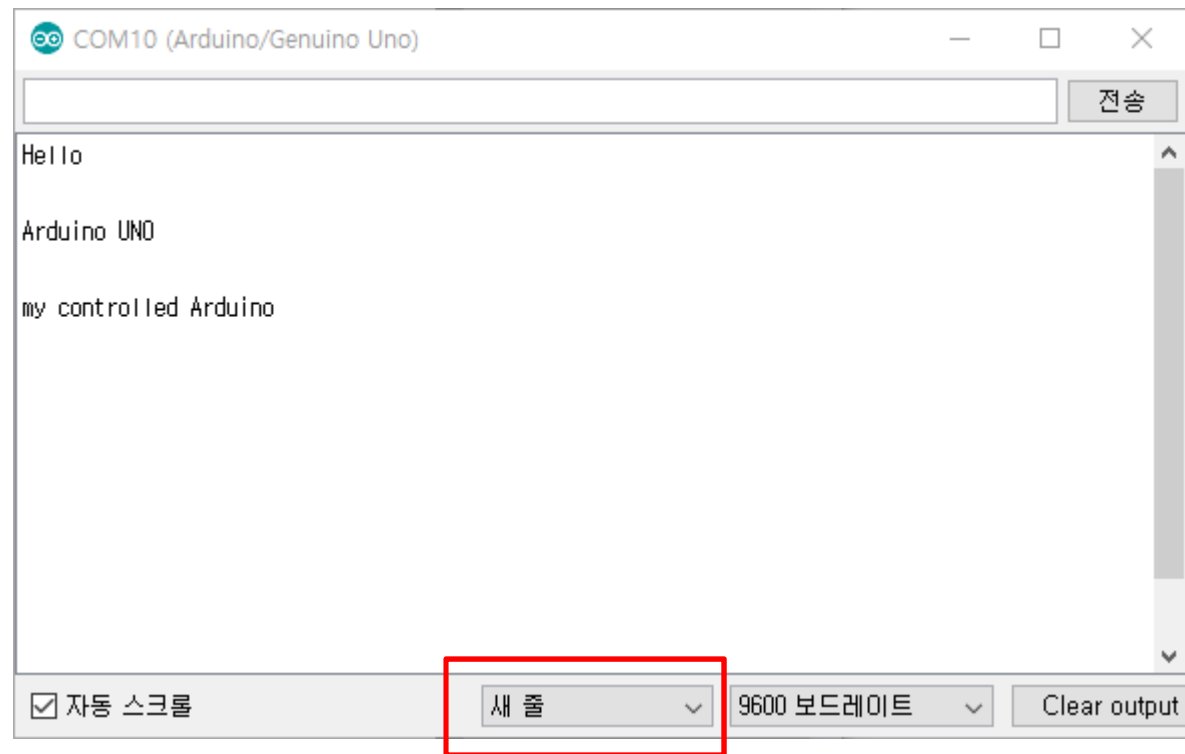 COM10 (Arduino/Genuino Uno)
전송
Hello
Arduino UNO
my controlled Arduino
자동 스크롤
새 줄
9600 보드레이트
Clear output